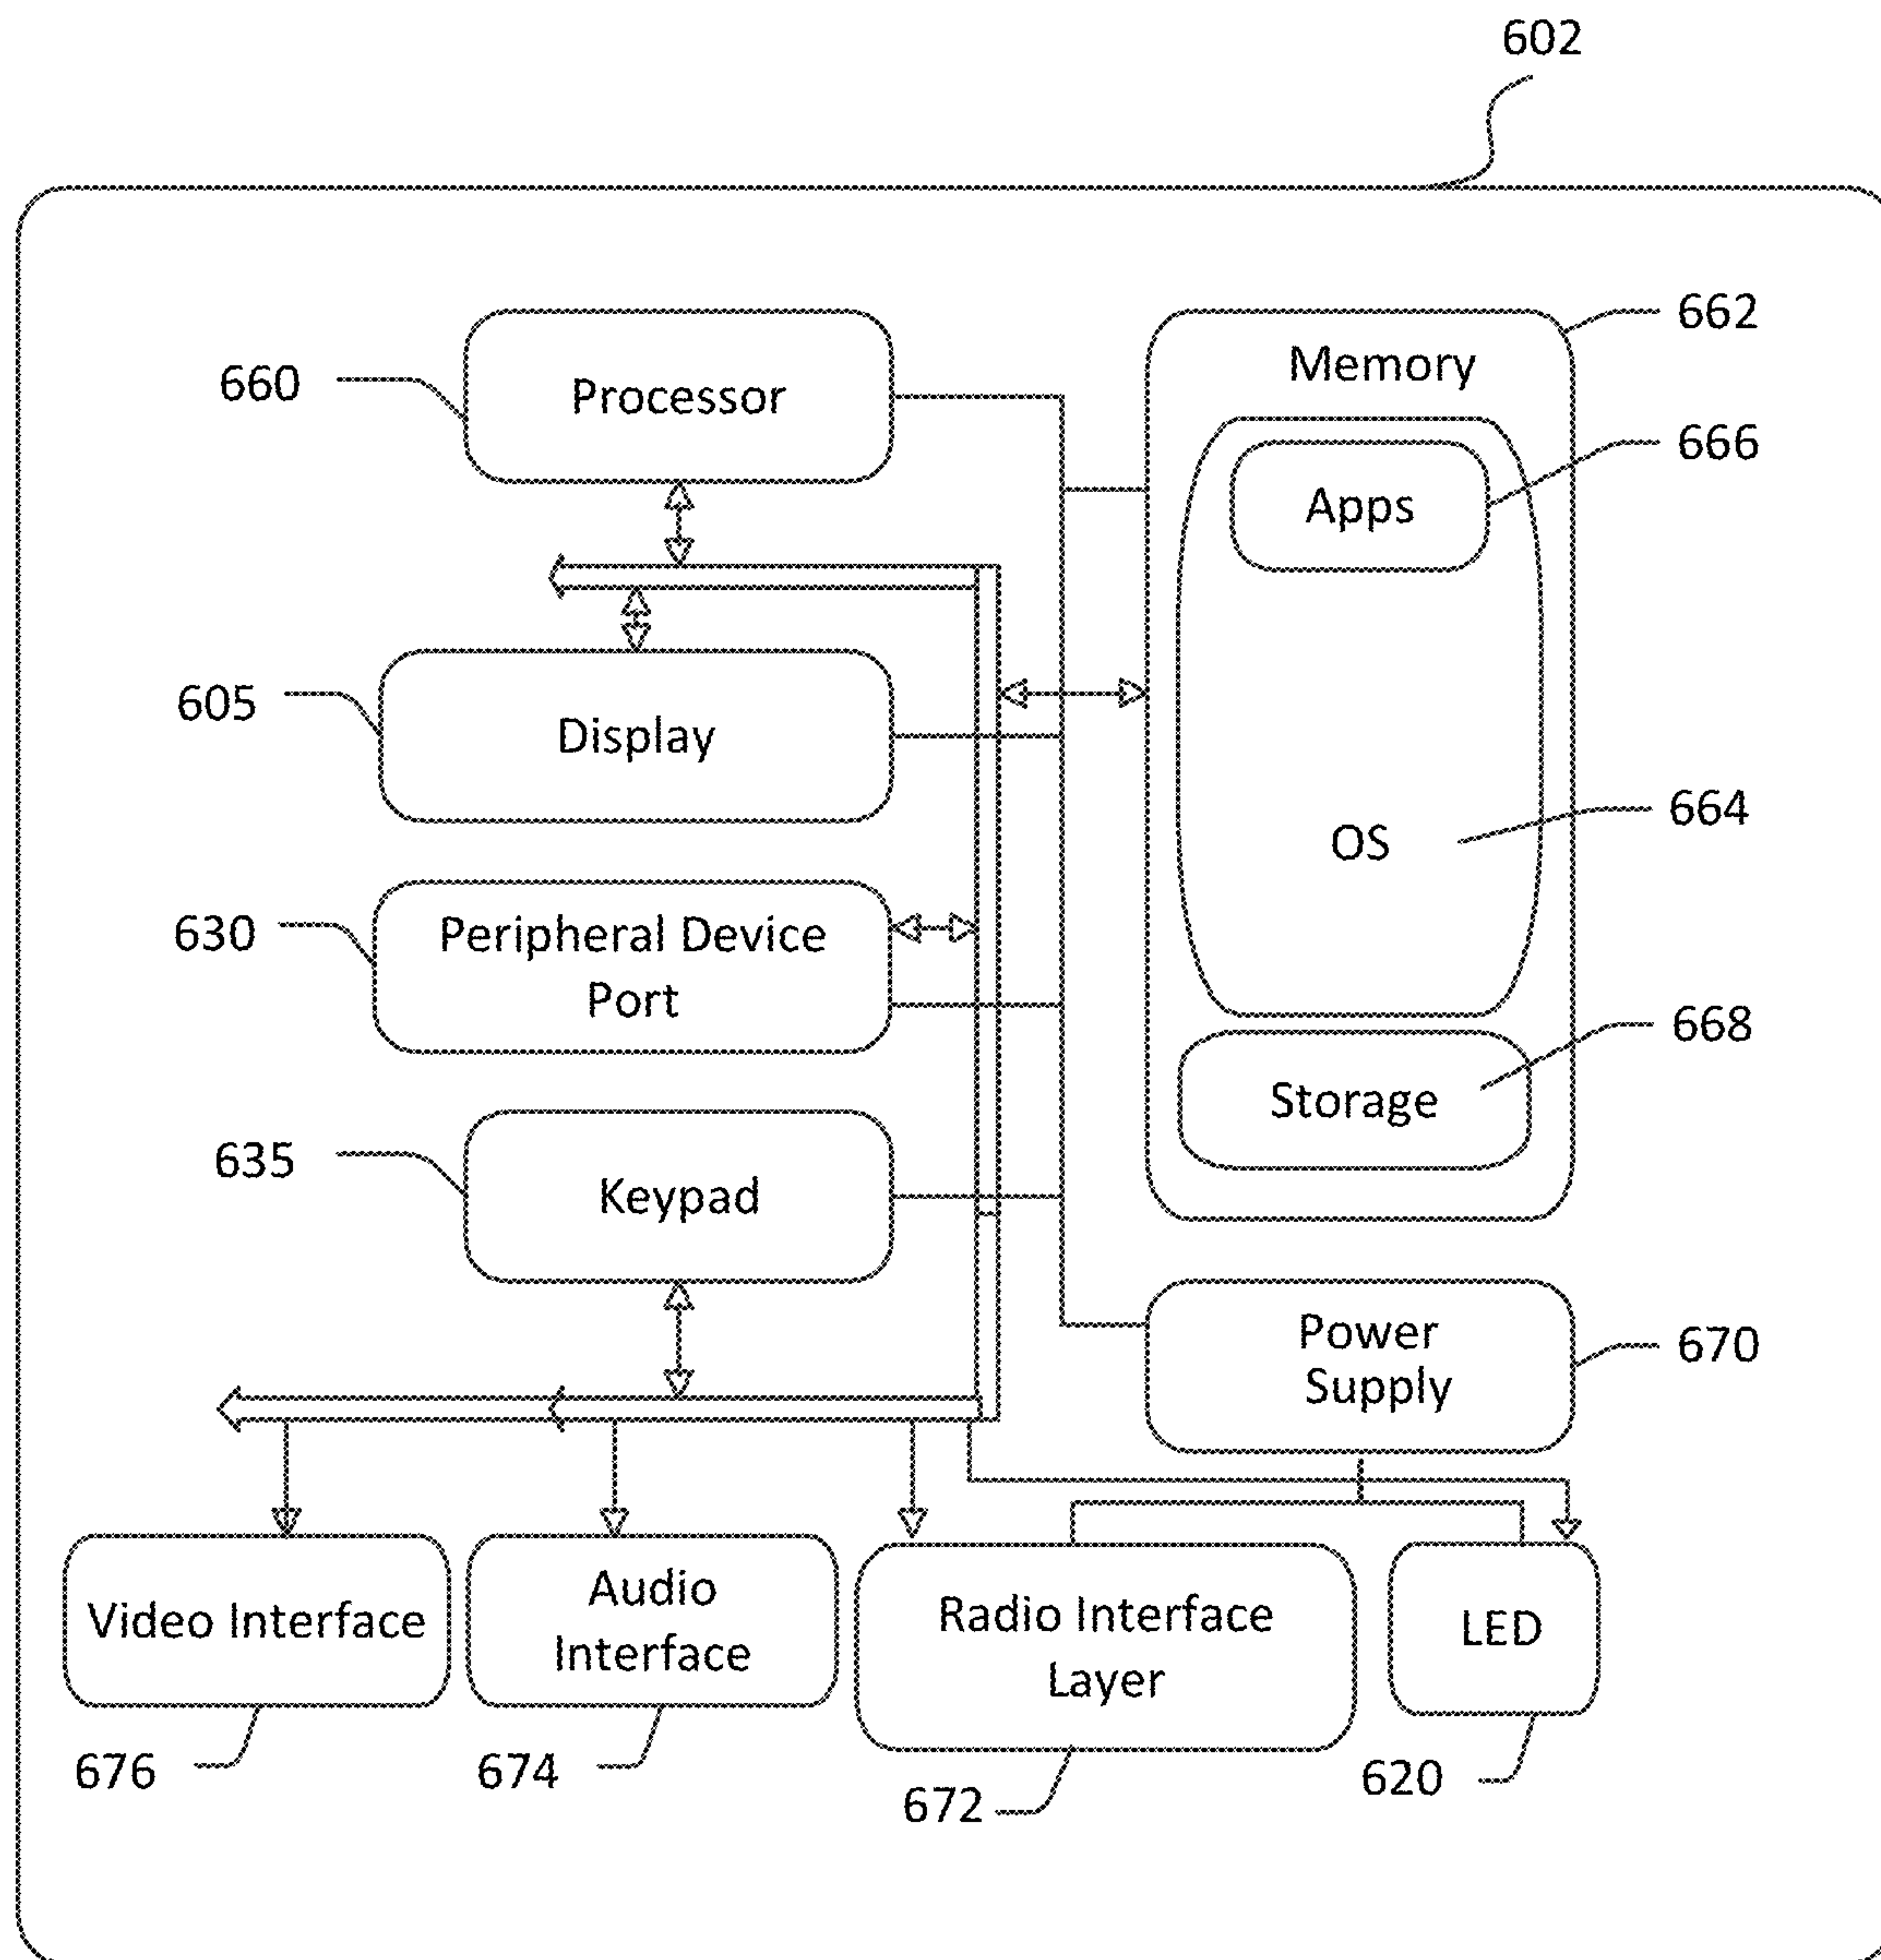 602
660
Processor
662
Memory
666
Apps
605
Display
664
OS
630
Peripheral Device
Port
668
Storage
635
Keypad
Power
Supply
670
Video Interface
Audio
Interface
Radio Interface
Layer
LED
676
674
672
620